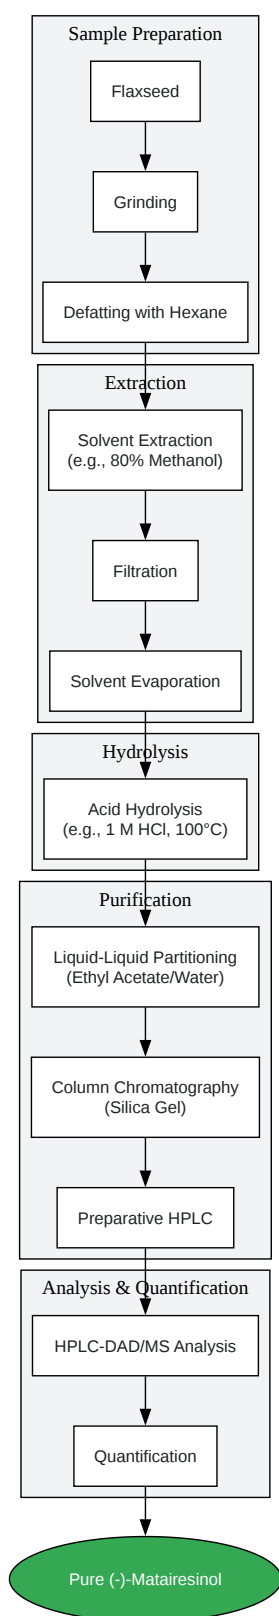 Sample Preparation
Flaxseed
Grinding
Defatting with Hexane
Extraction
Solvent Extraction
(e.g., 80% Methanol)
Filtration
Solvent Evaporation
Hydrolysis
Acid Hydrolysis
(e.g., 1 M HCl, 100°C)
Purification
Liquid-Liquid Partitioning
(Ethyl Acetate/Water)
Column Chromatography
(Silica Gel)
Preparative HPLC
Analysis & Quantification
HPLC-DAD/MS Analysis
Quantification
Pure (-)-Matairesinol